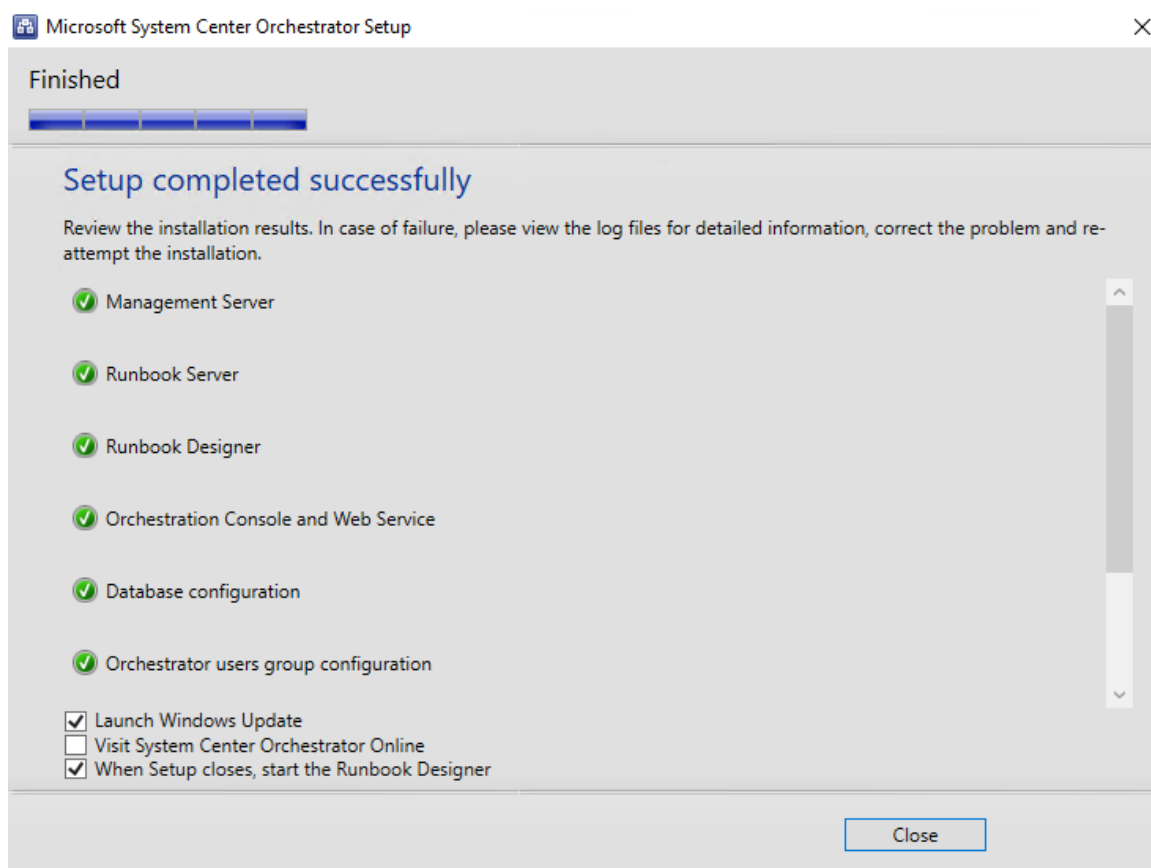 Microsoft System Center Orchestrator Setup
Finished
Setup completed successfully
Review the installation results. In case of failure, please view the log files for detailed information, correct the problem and re-
attempt the installation.
Management Server
Runbook Server
Runbook Designer
Orchestration Console and Web Service
Database configuration
Orchestrator users group configuration
Launch Windows Update
Visit System Center Orchestrator Online
When Setup closes, start the Runbook Designer
Close